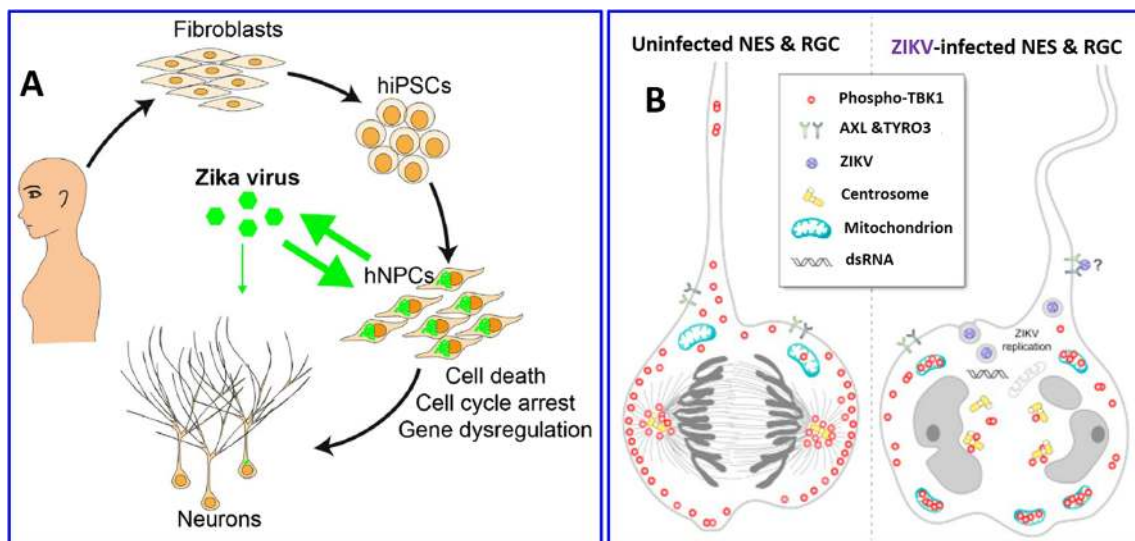 A
Fibroblasts
hiPSCs
Zika virus
hNPCs
Cell death
Cell cycle arrest
Gene dysregulation
Neurons
B
Uninfected NES & RGC
ZIKV-infected NES & RGC
Phospho-TBK1
AXL &TYRO3
ZIKV
Centrosome
Mitochondrion
dsRNA
?
ZIKV
replication